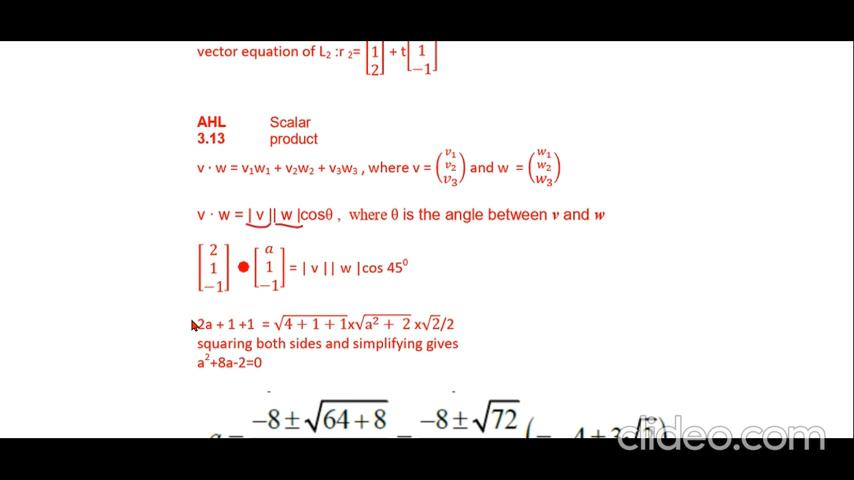 vector equation of L₂ :r ₂= [1 2] + t[1 −1]
AHL Scalar
3.13 product
v · w = v₁w₁ + v₂w₂ + v₃w₃ , where v = (v₁ v₂ v₃) and w = (w₁ w₂ w₃)
v · w = | v || w |cosθ , where θ is the angle between v and w
[2 1 −1] • [a 1 −1] = | v || w |cos 45⁰
2a + 1 +1 = √4 + 1 + 1x√a² + 2 x√2/2
squaring both sides and simplifying gives
a²+8a-2=0
−8 ± √64 + 8 = −8 ± √72
clideo.com